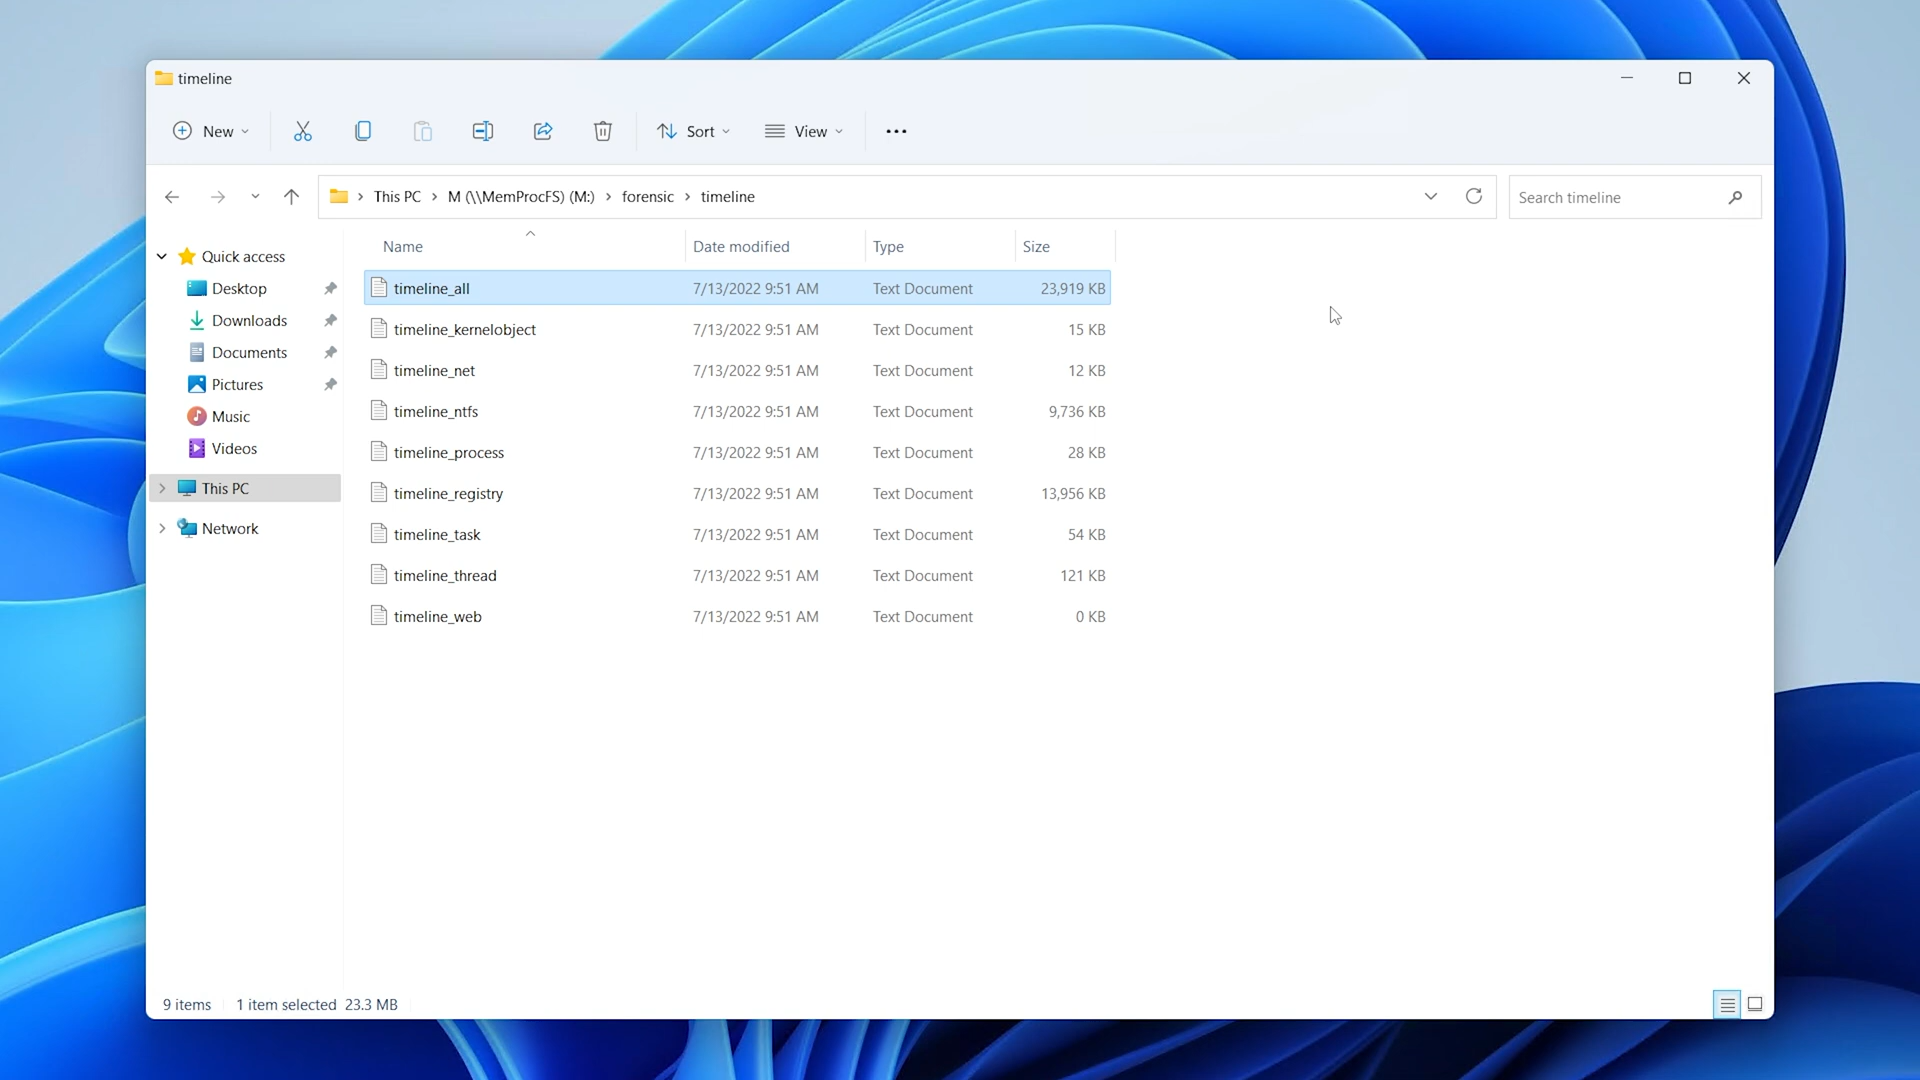 timeline
New
Sort
View
This PC > M (\\MemProcFS) (M:) > forensic > timeline
Search timeline
Quick access
Desktop
Downloads
Documents
Pictures
Music
Videos
This PC
Network
Name Date modified Type Size
timeline_all 7/13/2022 9:51 AM Text Document 23,919 KB
timeline_kernelobject 7/13/2022 9:51 AM Text Document 15 KB
timeline_net 7/13/2022 9:51 AM Text Document 12 KB
timeline_ntfs 7/13/2022 9:51 AM Text Document 9,736 KB
timeline_process 7/13/2022 9:51 AM Text Document 28 KB
timeline_registry 7/13/2022 9:51 AM Text Document 13,956 KB
timeline_task 7/13/2022 9:51 AM Text Document 54 KB
timeline_thread 7/13/2022 9:51 AM Text Document 121 KB
timeline_web 7/13/2022 9:51 AM Text Document 0 KB
9 items 1 item selected 23.3 MB